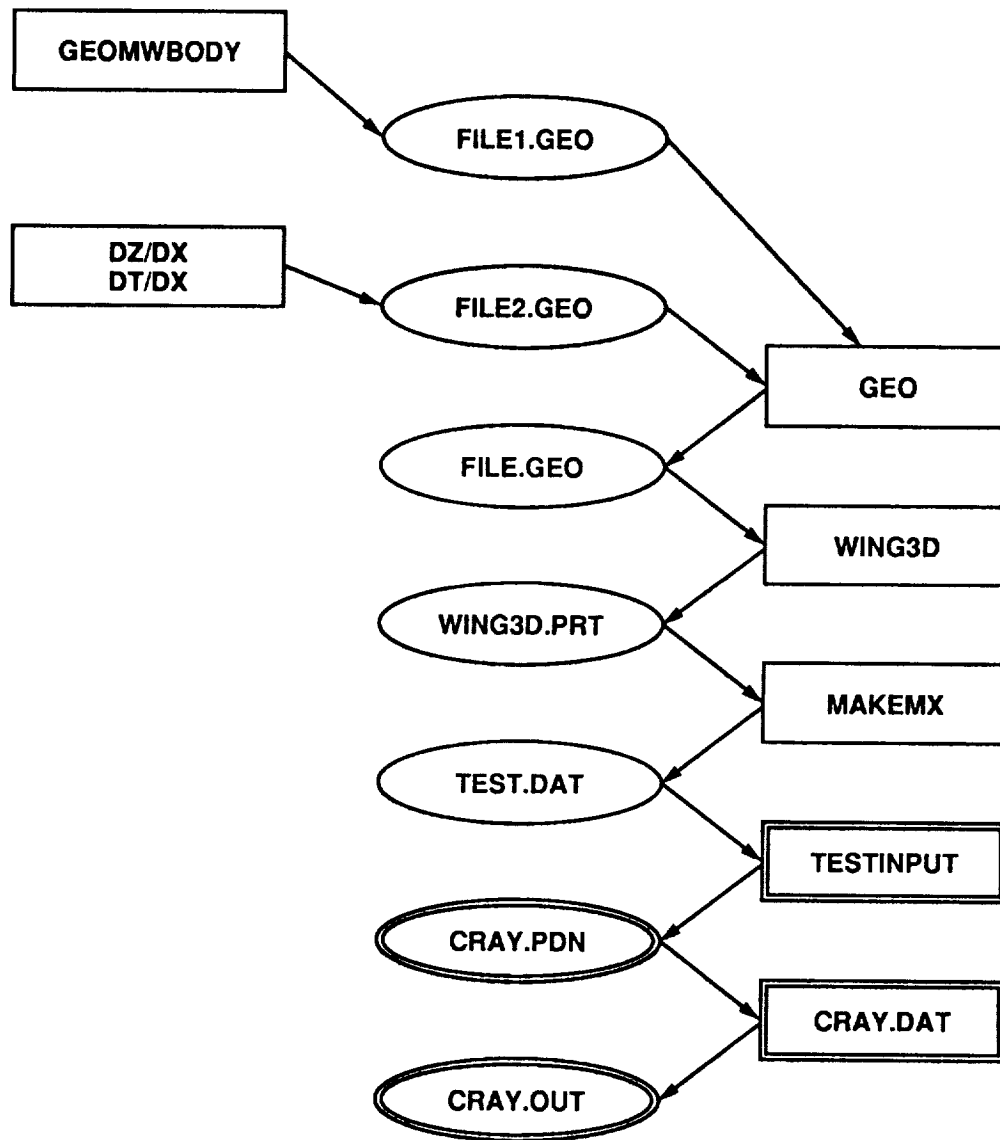 GEOMWBODY
FILE1.GEO
DZ/DX
DT/DX
FILE2.GEO
GEO
FILE.GEO
WING3D
WING3D.PRT
MAKEMX
TEST.DAT
TESTINPUT
CRAY.PDN
CRAY.DAT
CRAY.OUT